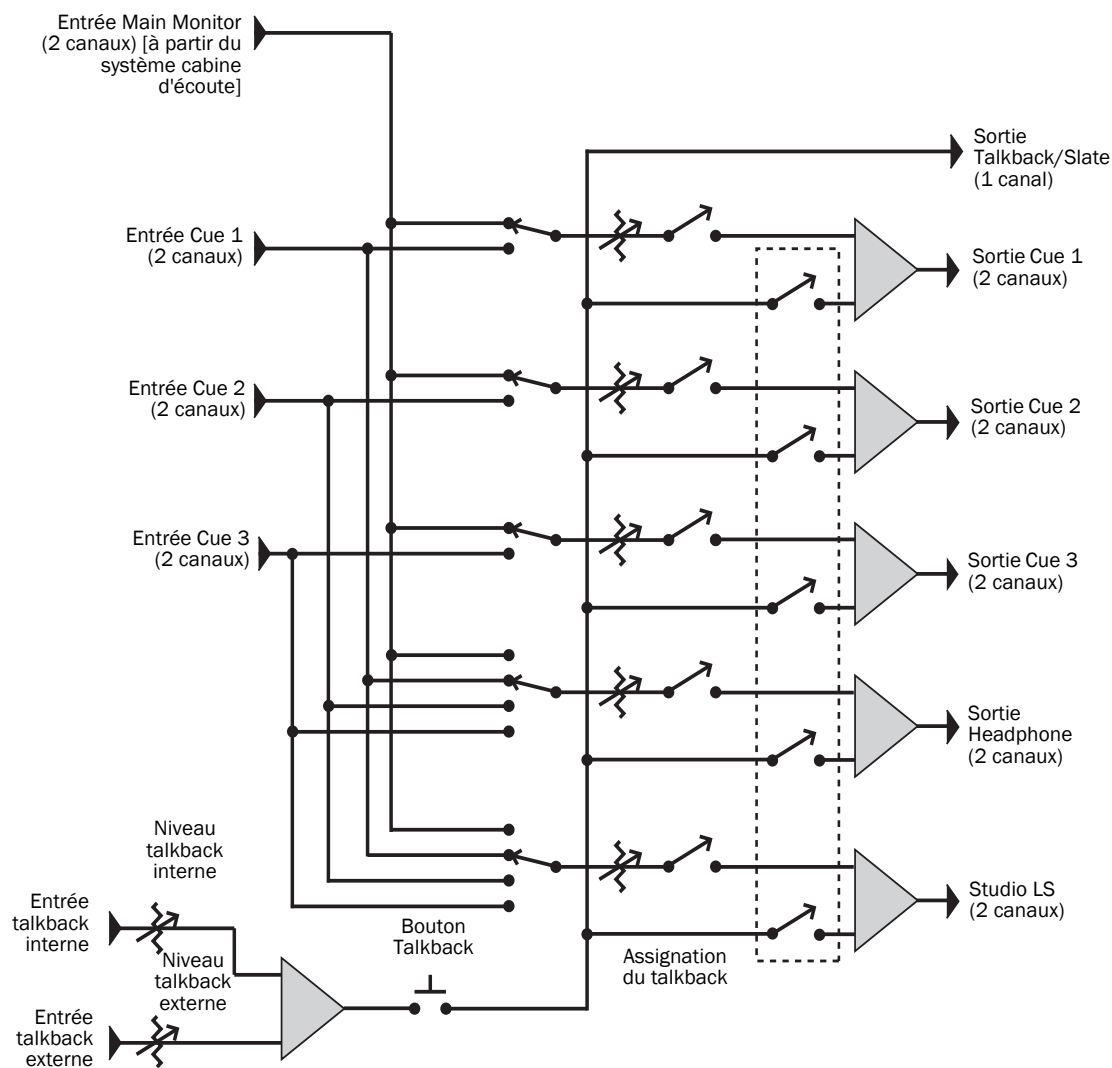 Entrée Main Monitor
(2 canaux) [à partir du
système cabine
d'écoute]
Sortie
Talkback/Slate
(1 canal)
Entrée Cue 1
(2 canaux)
Sortie Cue 1
(2 canaux)
Entrée Cue 2
(2 canaux)
Sortie Cue 2
(2 canaux)
Entrée Cue 3
(2 canaux)
Sortie Cue 3
(2 canaux)
Sortie
Headphone
(2 canaux)
Niveau
talkback
interne
Studio LS
(2 canaux)
Entrée
talkback
interne
Bouton
Talkback
Niveau
talkback
externe
Assignation
du talkback
Entrée
talkback
externe